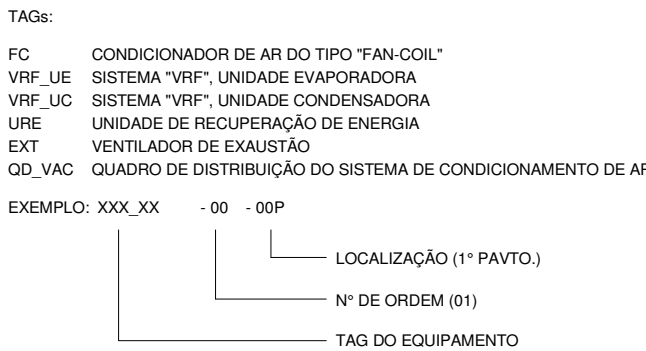 TAGs:
FC CONDICIONADOR DE AR DO TIPO "FAN-COIL"
VRF_UE SISTEMA "VRF", UNIDADE EVAPORADORA
VRF_UC SISTEMA "VRF", UNIDADE CONDENSADORA
URE UNIDADE DE RECUPERAÇÃO DE ENERGIA
EXT VENTILADOR DE EXAUSTÃO
QD_VAC QUADRO DE DISTRIBUIÇÃO DO SISTEMA DE CONDICIONAMENTO DE AR
EXEMPLO: XXX_XX - 00 - 00P
LOCALIZAÇÃO (1° PAVTO.)
N° DE ORDEM (01)
TAG DO EQUIPAMENTO